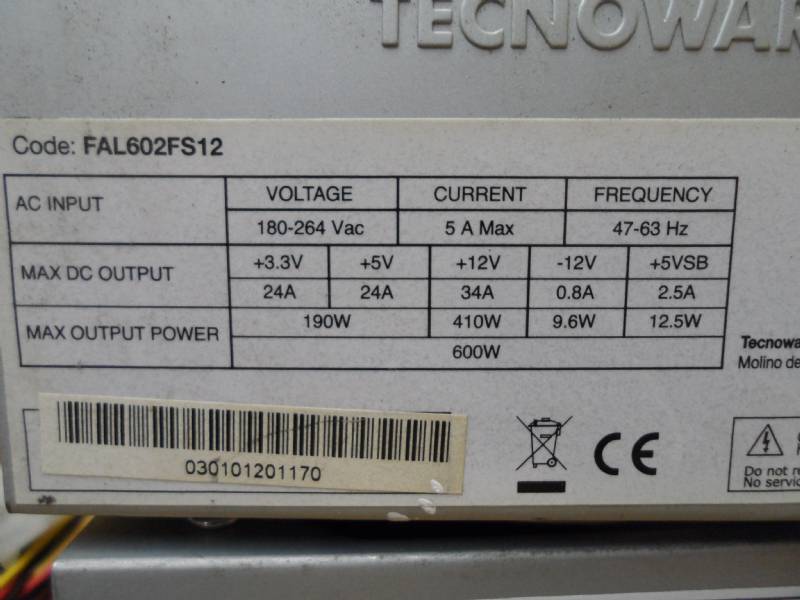 TECNOWAR
Code: FAL602FS12
AC INPUT VOLTAGE CURRENT FREQUENCY
180-264 Vac 5 A Max 47-63 Hz
MAX DC OUTPUT +3.3V +5V +12V -12V +5VSB
24A 24A 34A 0.8A 2.5A
MAX OUTPUT POWER 190W 410W 9.6W 12.5W
600W
Tecnowa
Molino de
030101201170
CE
Do not r
No servic